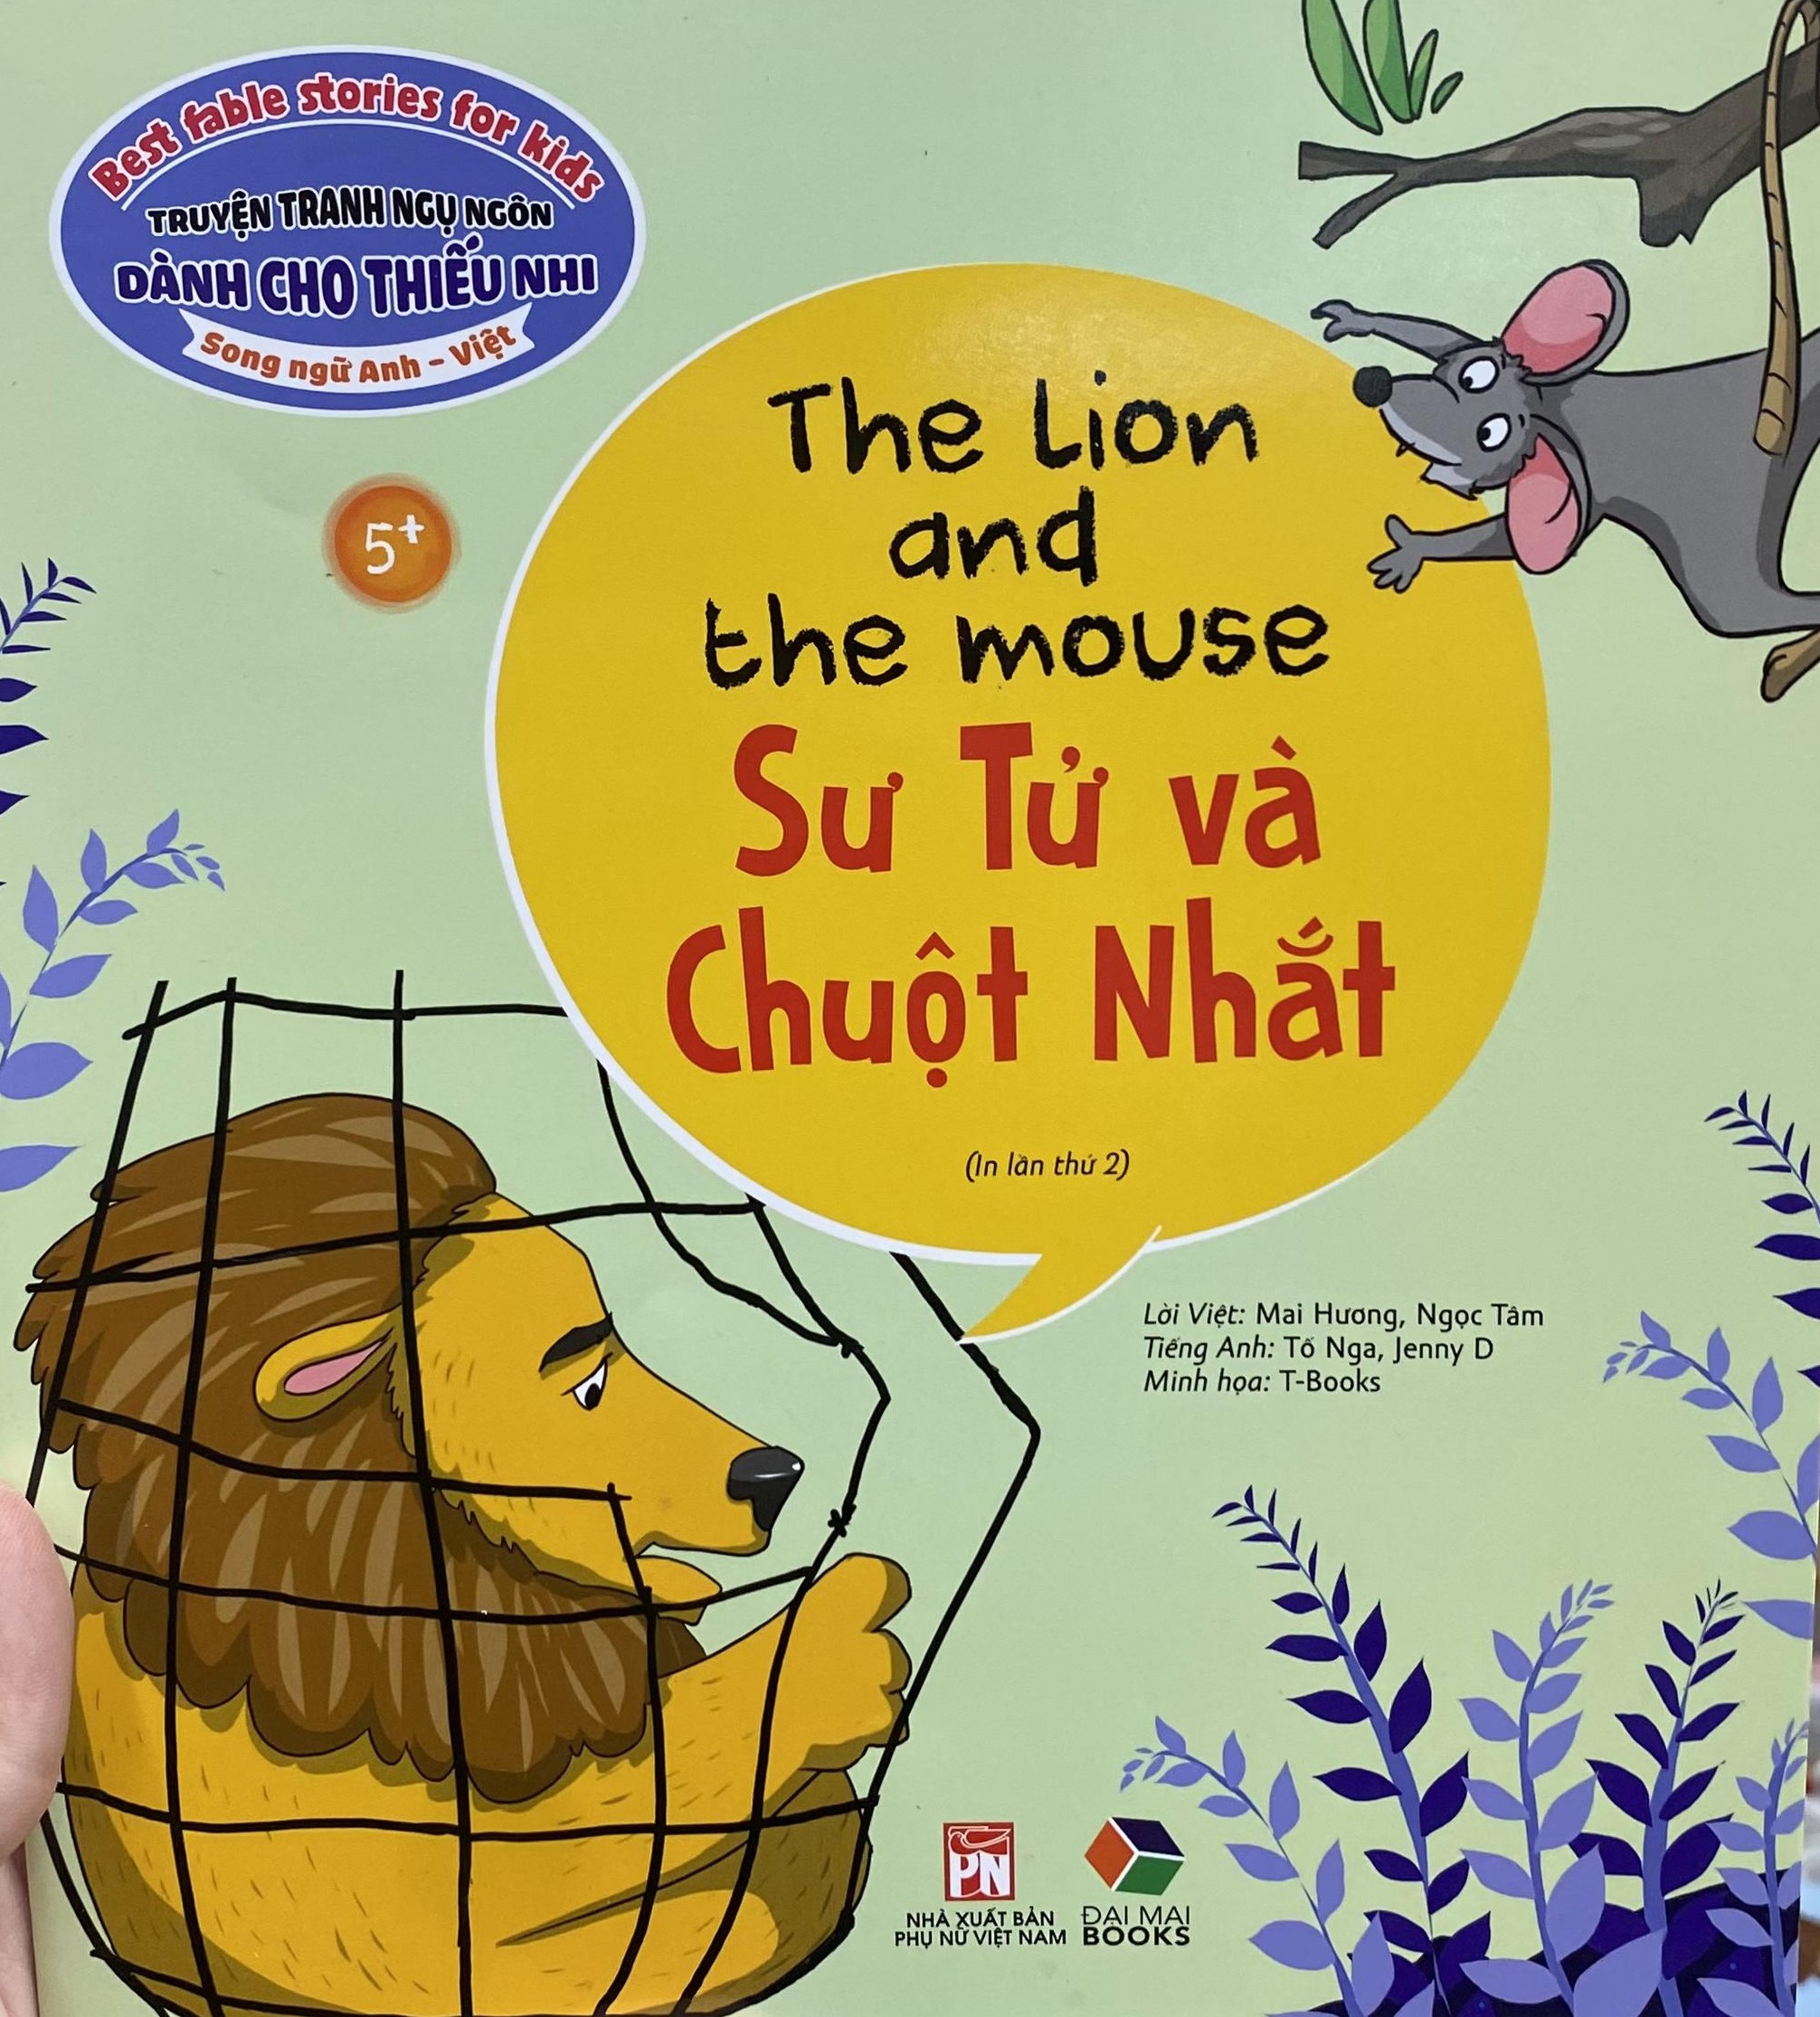 Best fable stories for kids
TRUYỆN TRANH NGỤ NGÔN
DÀNH CHO THIẾU NHI
Song ngữ Anh - Việt
5+
The Lion
and
the mouse
Sư Tử và
Chuột Nhắt
(In lần thứ 2)
Lời Việt: Mai Hương, Ngọc Tâm
Tiếng Anh: Tố Nga, Jenny D
Minh họa: T-Books
PN
NHÀ XUẤT BẢN
PHỤ NỮ VIỆT NAM
ĐẠI MAI
BOOKS